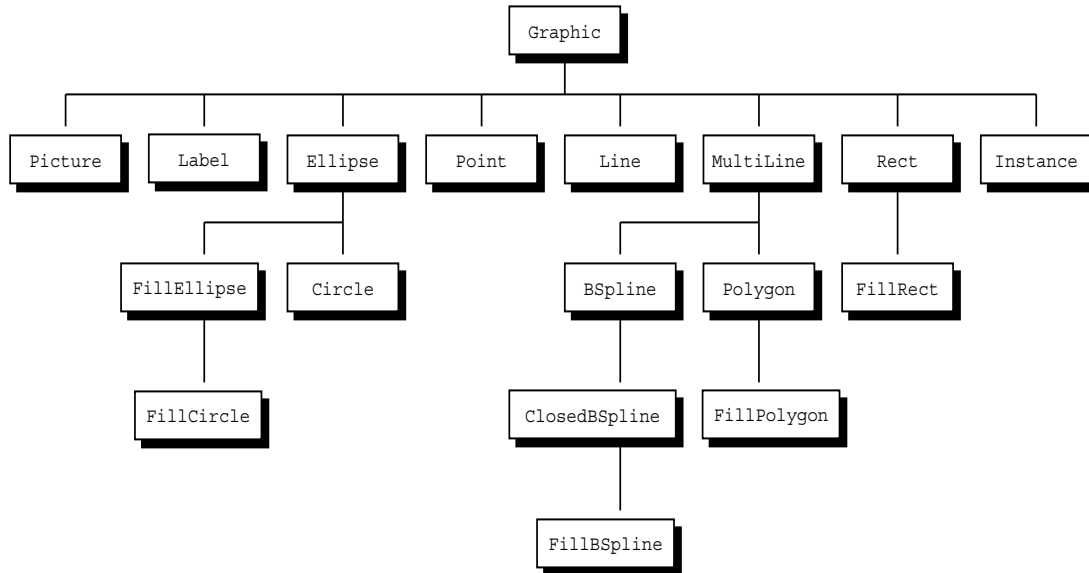 Graphic
Picture
Label
Ellipse
Point
Line
MultiLine
Rect
Instance
FillEllipse
Circle
BSpline
Polygon
FillRect
FillCircle
ClosedBSpline
FillPolygon
FillBSpline